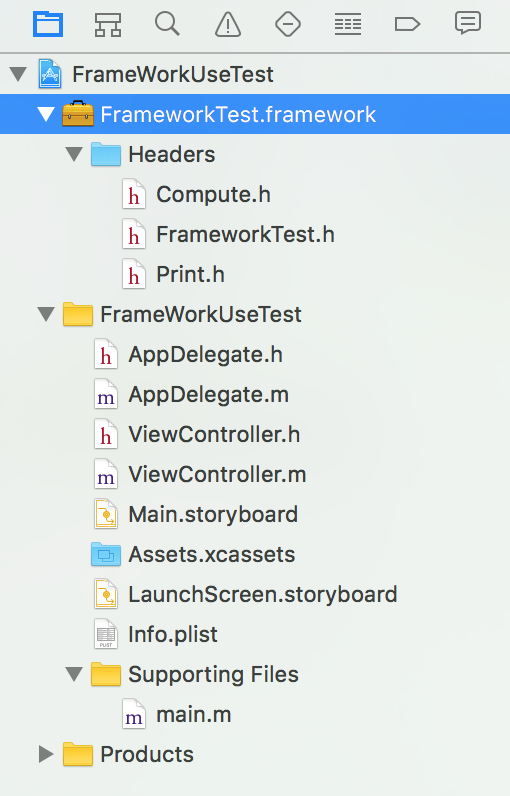 FrameWorkUseTest
FrameworkTest.framework
Headers
h Compute.h
h FrameworkTest.h
h Print.h
FrameWorkUseTest
h AppDelegate.h
m AppDelegate.m
h ViewController.h
m ViewController.m
Main.storyboard
Assets.xcassets
LaunchScreen.storyboard
PLIST Info.plist
Supporting Files
m main.m
Products